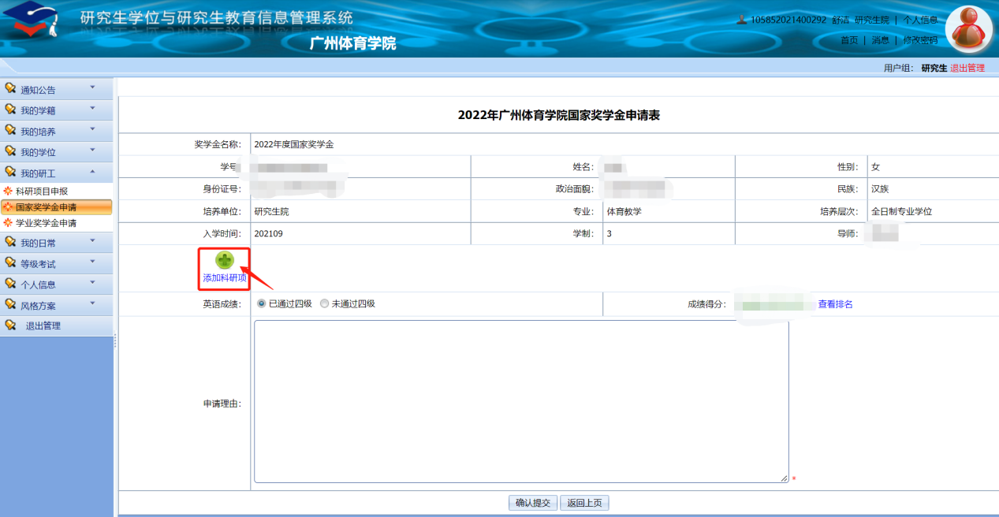 研究生学位与研究生教育信息管理系统
广州体育学院
105852021400292 舒洁 研究生院 | 个人信息
首页 | 消息 | 修改密码
用户组: 研究生 退出管理
通知公告
我的学籍
我的培养
我的学位
我的研工
科研项目申报
国家奖学金申请
学业奖学金申请
我的日常
等级考试
个人信息
风格方案
退出管理
2022年广州体育学院国家奖学金申请表
奖学金名称: 2022年度国家奖学金
学号 姓名: 性别: 女
身份证号: 政治面貌: 民族: 汉族
培养单位: 研究生院 专业: 体育教学 培养层次: 全日制专业学位
入学时间: 202109 学制: 3 导师:
添加科研项
英语成绩: 已通过四级 未通过四级 成绩得分: 查看排名
申请理由:
*
确认提交 返回上页